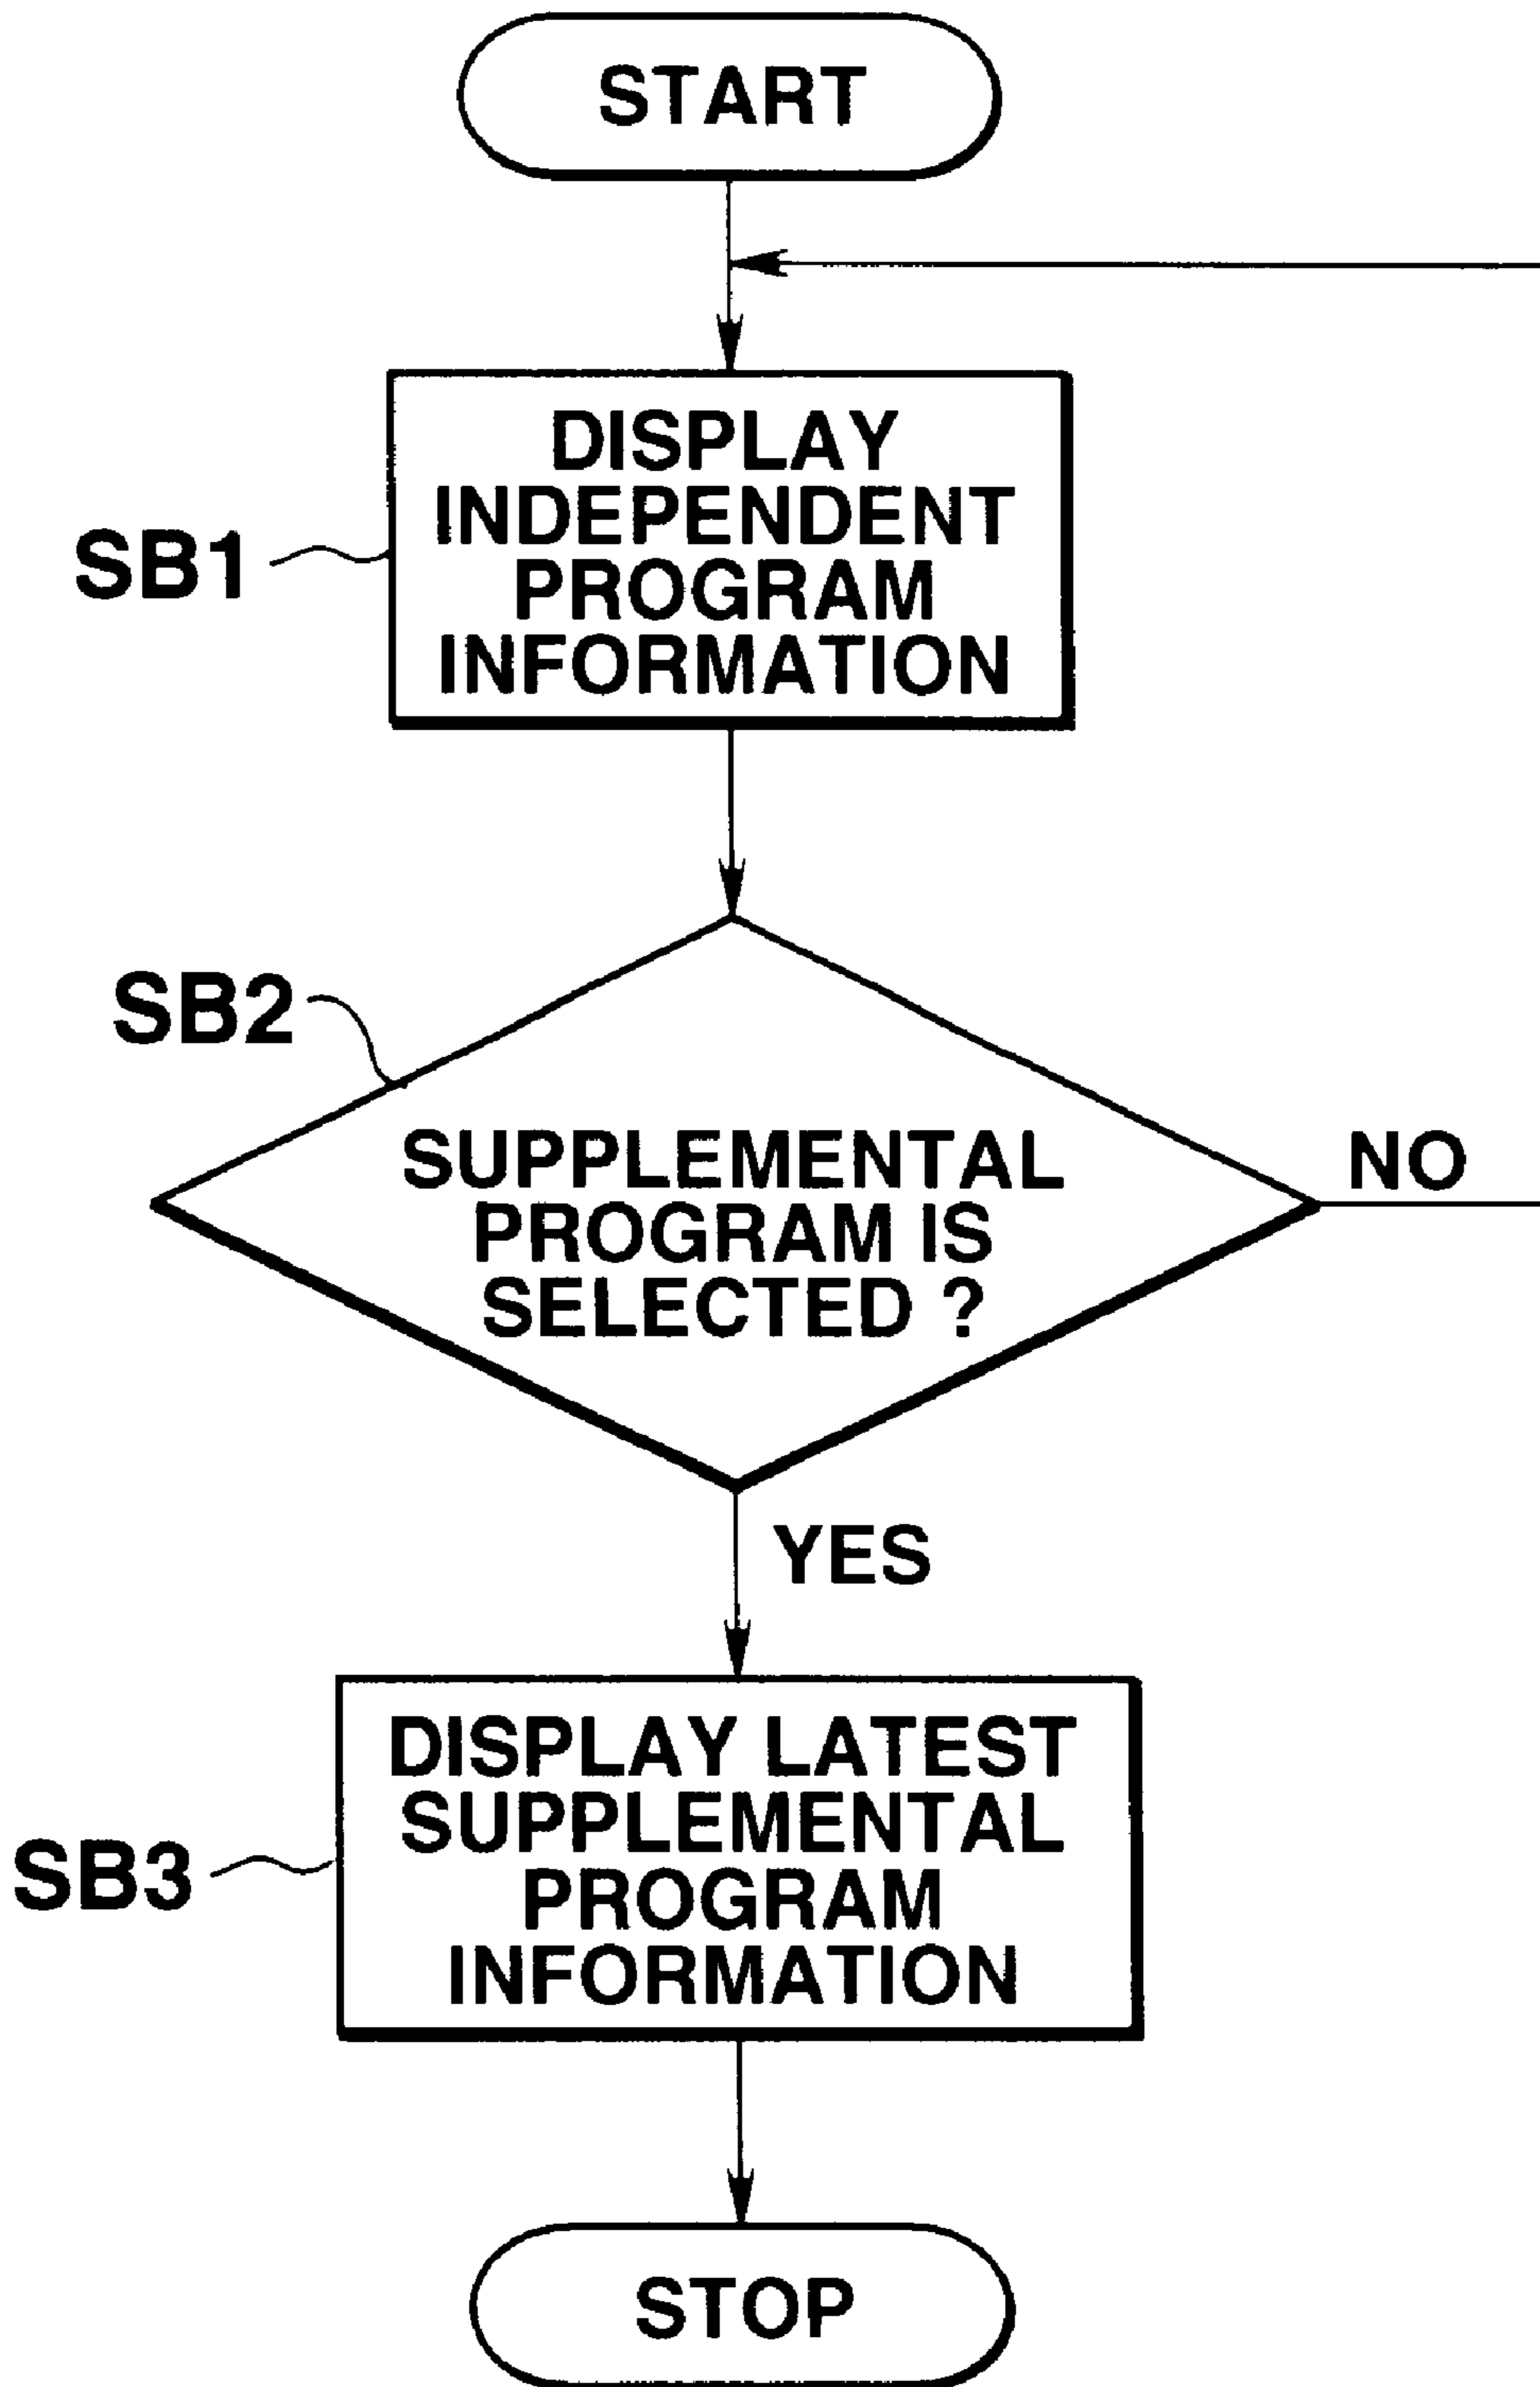 START
DISPLAY
INDEPENDENT
PROGRAM
INFORMATION
SB1
SB2
SUPPLEMENTAL
PROGRAM IS
SELECTED ?
NO
YES
DISPLAY LATEST
SUPPLEMENTAL
PROGRAM
INFORMATION
SB3
STOP